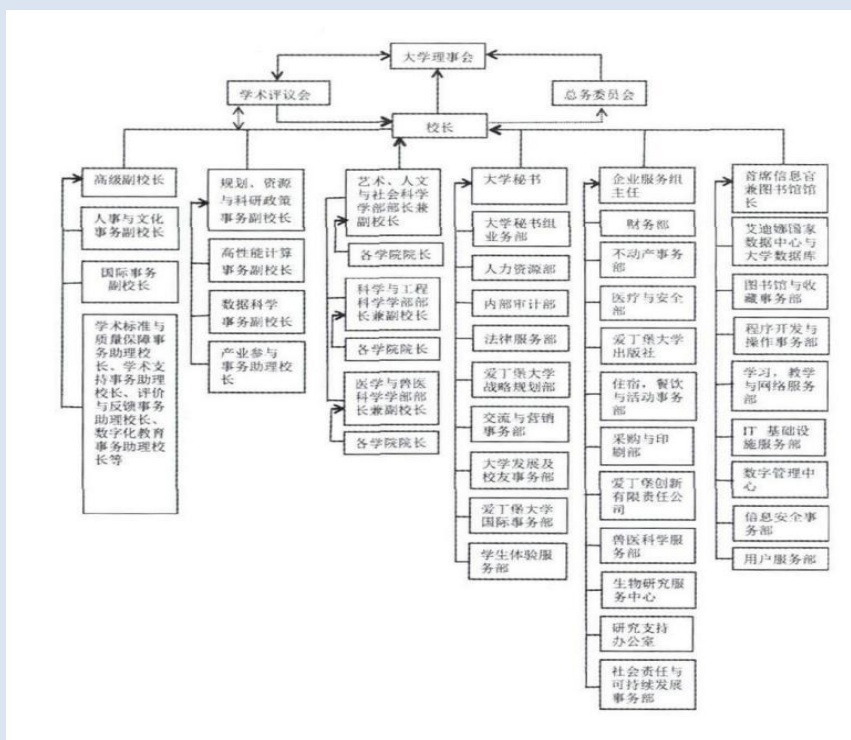 大学理事会
学术评议会
总务委员会
校长
高级副校长
人事与文化
事务副校长
国际事务
副校长
学术标准与
质量保障事
务助理校
长、学术支
持事务助理
校长、评价
与反馈事务
助理校长、
数字化教育
事务助理校
长等
规划、资源
与科研政策
事务副校长
高性能计算
事务副校长
数据科学
事务副校长
产业参与
事务助理校
长
艺术、人文
与社会科学
学部部长兼
副校长
各学院院长
科学与工程
科学学部部
长兼副校长
各学院院长
医学与兽医
科学学部部
长兼副校长
各学院院长
大学秘书
大学秘书组
业务部
人力资源部
内部审计部
法律服务部
爱丁堡大学
战略规划部
交流与营销
事务部
大学发展及
校友事务部
爱丁堡大学
国际事务部
学生体验服
务部
企业服务组
主任
财务部
不动产事务
部
医疗与安全
部
爱丁堡大学
出版社
住宿，餐饮
与活动事务
部
采购与印
刷部
爱丁堡创新
有限责任公
司
兽医科学服
务部
生物研究服
务中心
研究支持
办公室
社会责任与
可持续发展
事务部
首席信息官
兼图书馆馆
长
艾迪娜国家
数据中心与
大学数据库
图书馆与收
藏事务部
程序开发与
操作事务部
学习，教学
与网络服务
部
IT 基础设
施服务部
数字管理中
心
信息安全事
务部
用户服务部